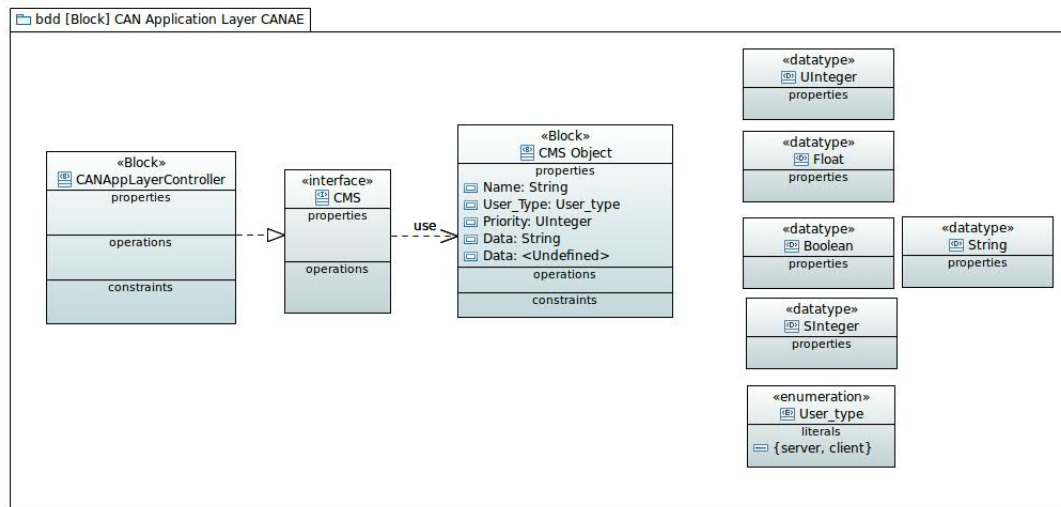 bdd [Block] CAN Application Layer CANAE
«Block»
CANAppLayerController
properties
operations
constraints
«interface»
CMS
properties
operations
use
«Block»
CMS Object
properties
Name: String
User_Type: User_type
Priority: UInteger
Data: String
Data: <Undefined>
operations
constraints
«datatype»
UInteger
properties
«datatype»
Float
properties
«datatype»
Boolean
properties
«datatype»
String
properties
«datatype»
SInteger
properties
«enumeration»
User_type
literals
{server, client}